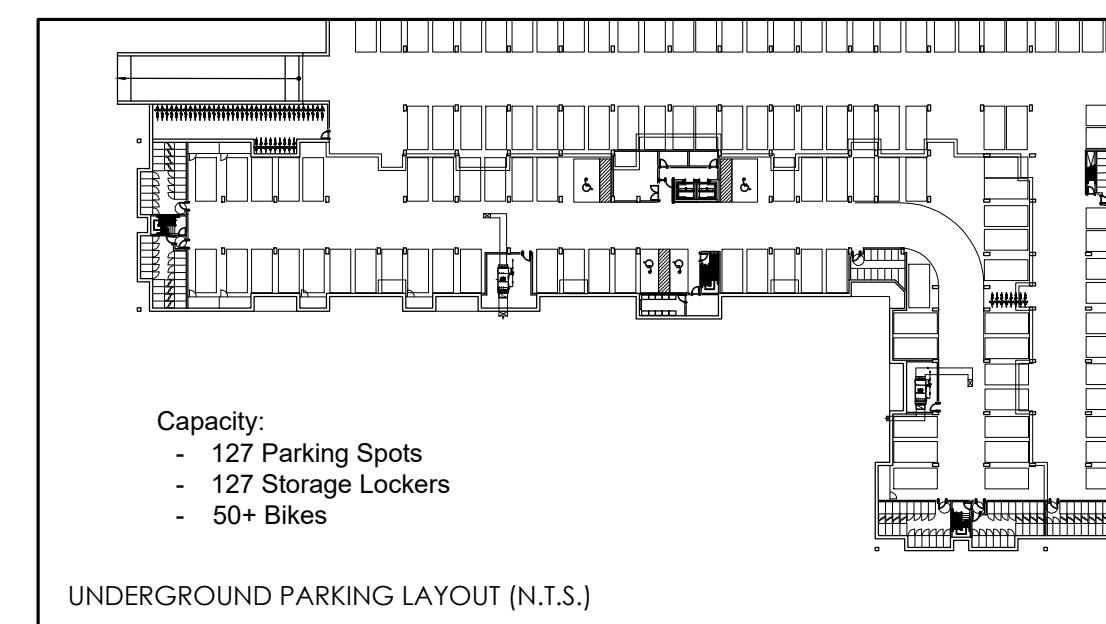 Capacity:
- 127 Parking Spots
- 127 Storage Lockers
- 50+ Bikes
UNDERGROUND PARKING LAYOUT (N.T.S.)